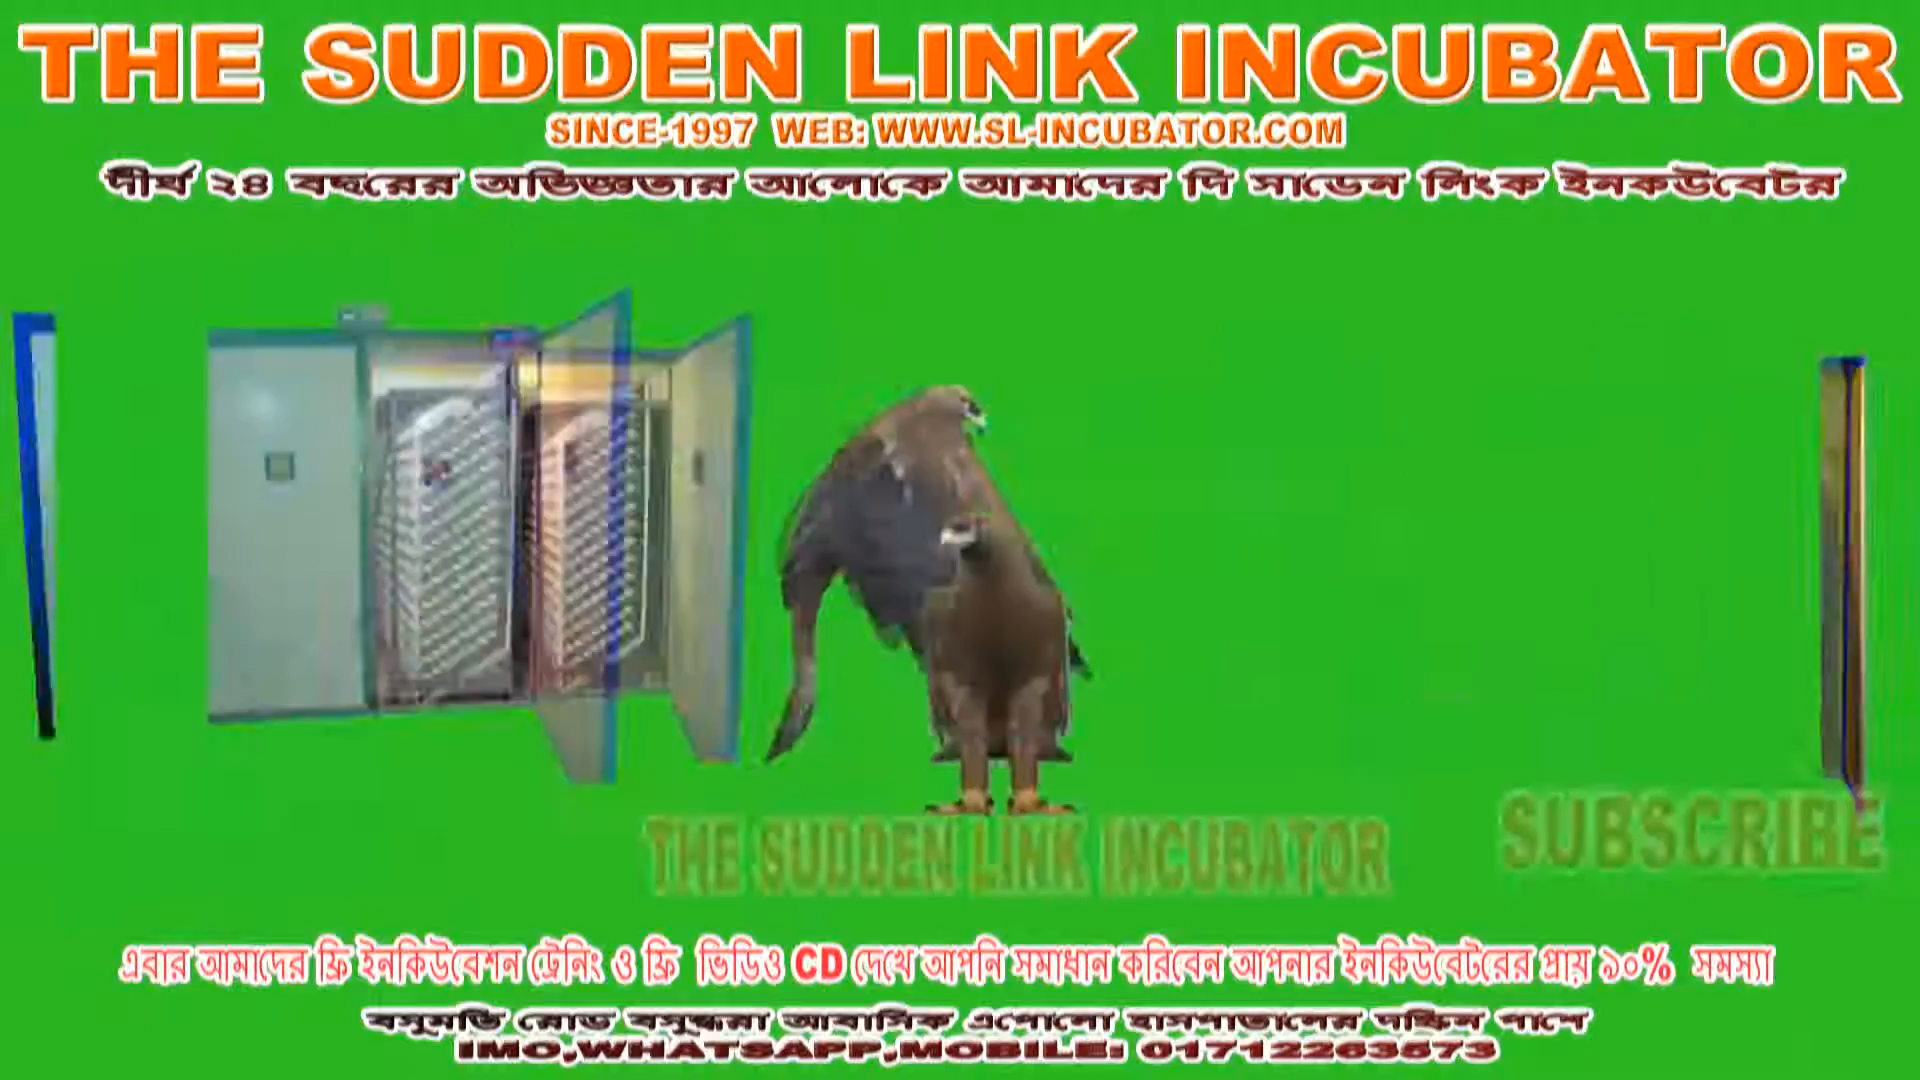 THE SUDDEN LINK INCUBATOR
SINCE-1997 WEB: WWW.SL-INCUBATOR.COM
দীর্ঘ ২৪ বছরের অভিজ্ঞতার আলোকে আমাদের দি সাডেন লিংক ইনকউবেটর
THE SUDDEN LINK INCUBATOR
SUBSCRIBE
এবার আমাদের ফ্রি ইনকিউবেশন ট্রেনিং ও ফ্রি ভিডিও CD দেখে আপনি সমাধান করিবেন আপনার ইনকিউবেটরের প্রায় ৯০% সমস্যা
বসুমতি রোড বসুন্ধরা আবাসিক এপোলো হাসপাতালের দক্ষিন পাশে
IMO,WHATSAPP,MOBILE: 01712263573